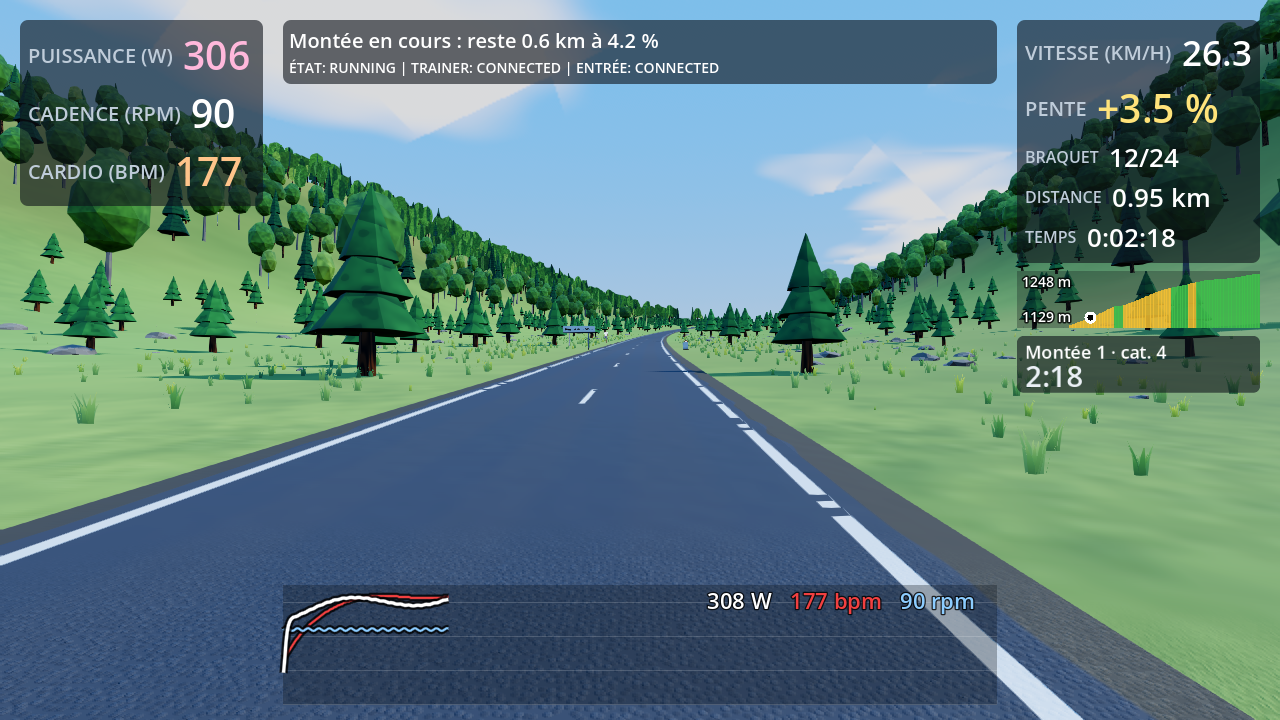 PUISSANCE (W) 306
CADENCE (RPM) 90
CARDIO (BPM) 177
Montée en cours : reste 0.6 km à 4.2 %
ÉTAT: RUNNING | TRAINER: CONNECTED | ENTRÉE: CONNECTED
VITESSE (KM/H) 26.3
PENTE +3.5 %
BRAQUET 12/24
DISTANCE 0.95 km
TEMPS 0:02:18
1248 m
1129 m
Montée 1 · cat. 4
2:18
308 W 177 bpm 90 rpm